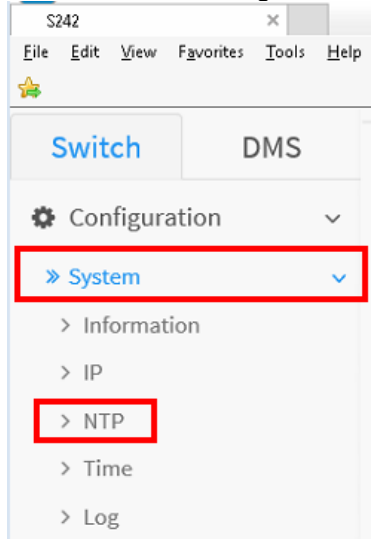 S242
File Edit View Favorites Tools Help
Switch DMS
Configuration
» System
> Information
> IP
> NTP
> Time
> Log